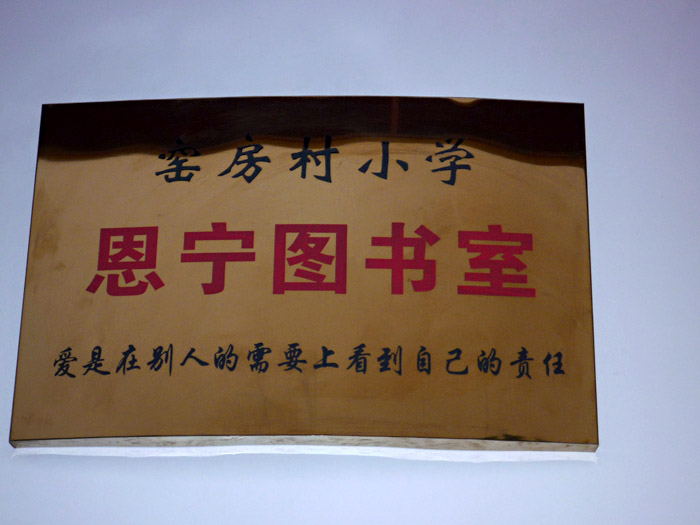 窑房村小学
恩宁图书室
爱是在别人的需要上看到自己的责任